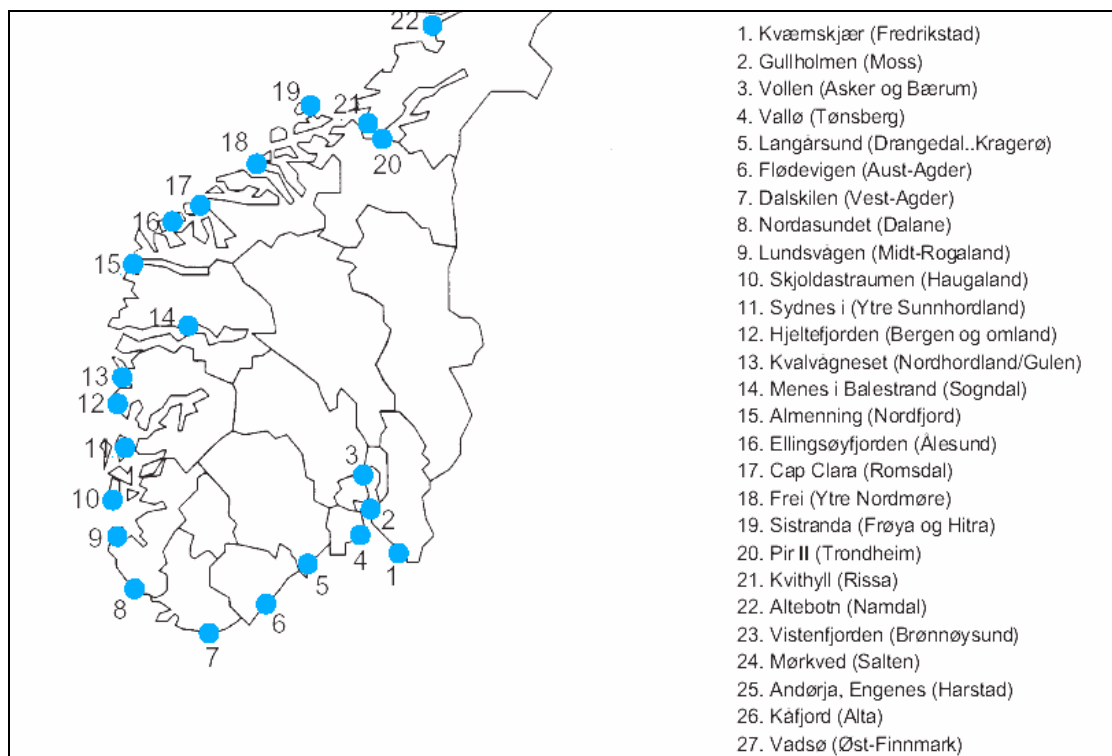 22
19
21
20
18
17
16
15
14
13
12
11
10
9
8
7
6
5
4
3
2
1
1. Kværnskjær (Fredrikstad)
2. Gullholmen (Moss)
3. Vollen (Asker og Bærum)
4. Vallø (Tønsberg)
5. Langårsund (Drangedal..Kragerø)
6. Flødevigen (Aust-Agder)
7. Dalskilen (Vest-Agder)
8. Nordasundet (Dalane)
9. Lundsvågen (Midt-Rogaland)
10. Skjoldastraumen (Haugaland)
11. Sydnes i (Ytre Sunnhordland)
12. Hjeltefjorden (Bergen og omland)
13. Kvalvågneset (Nordhordland/Gulen)
14. Menes i Balestrand (Sogndal)
15. Almenning (Nordfjord)
16. Ellingsøyfjorden (Ålesund)
17. Cap Clara (Romsdal)
18. Frei (Ytre Nordmøre)
19. Sistranda (Frøya og Hitra)
20. Pir II (Trondheim)
21. Kvithyll (Rissa)
22. Altebotn (Namdal)
23. Vistenfjorden (Brønnøysund)
24. Mørkved (Salten)
25. Andørja, Engenes (Harstad)
26. Kåfjord (Alta)
27. Vadsø (Øst-Finnmark)